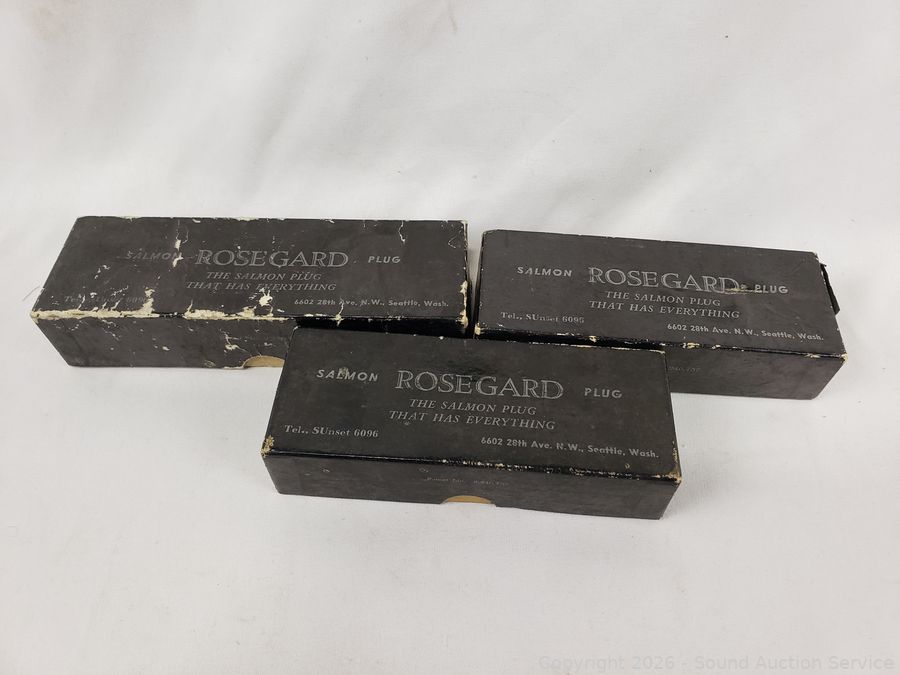 SALMON ROSEGARD PLUG
THE SALMON PLUG
THAT HAS EVERYTHING
6602 28th Ave. N.W., Seattle, Wash.
SALMON ROSEGARD PLUG
THE SALMON PLUG
THAT HAS EVERYTHING
Tel., SUnset 6096
6602 28th Ave. N.W., Seattle, Wash.
SALMON ROSEGARD PLUG
THE SALMON PLUG
THAT HAS EVERYTHING
Tel., SUnset 6096
6602 28th Ave. N.W., Seattle, Wash.
Copyright 2026 - Sound Auction Service